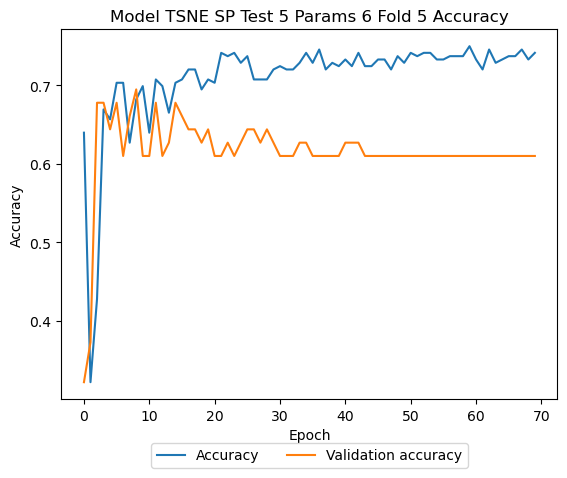 Model TSNE SP Test 5 Params 6 Fold 5 Accuracy
Accuracy
0.7
0.6
0.5
0.4
0 10 20 30 40 50 60 70
Epoch
Accuracy Validation accuracy